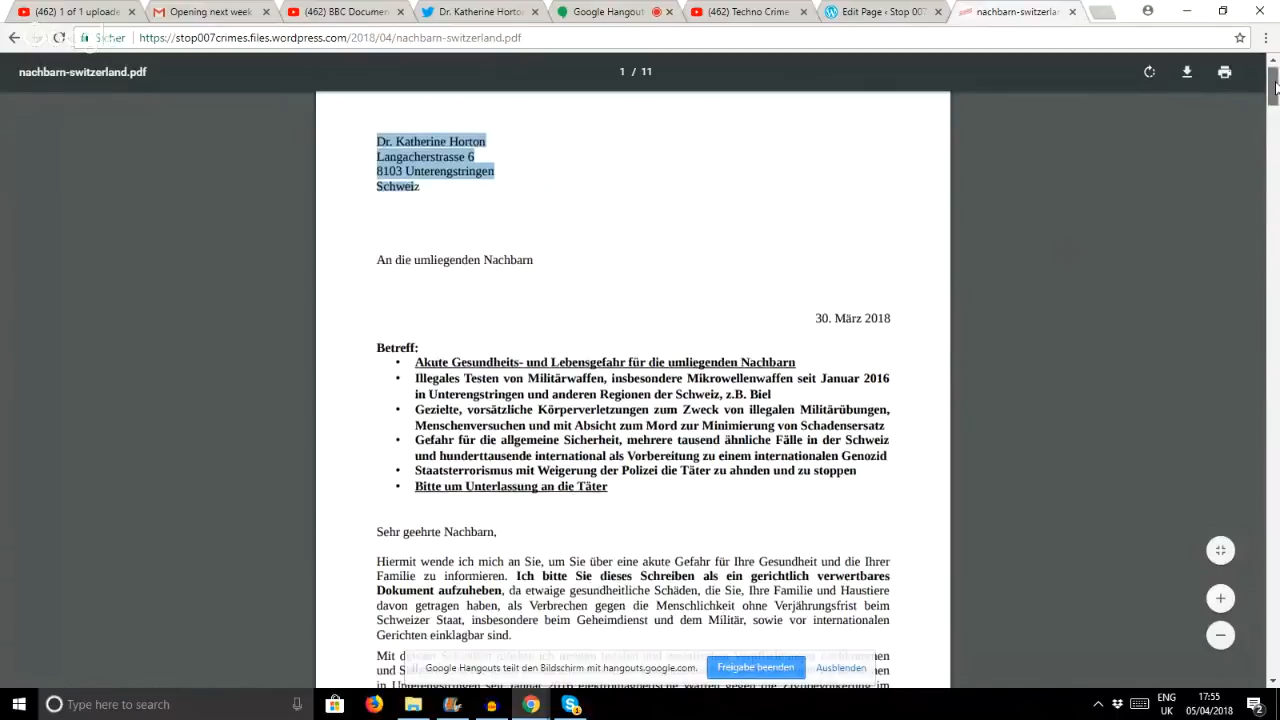 (462) 1 of 1 uploade
Opening next week
(462) BBC Documen
Dr. Katherine Horto
Google Hangout
(462) Techno Crime
Edit Page ‹ Stop 007
nachbarn-switzerlan
https://stop007crimes.files.wordpress.com/2018/04/nachbarn-switzerland.pdf
nachbarn-switzerland.pdf
1 / 11
Dr. Katherine Horton
Langacherstrasse 6
8103 Unterengstringen
Schweiz
An die umliegenden Nachbarn
30. März 2018
Betreff:
• Akute Gesundheits- und Lebensgefahr für die umliegenden Nachbarn
• Illegales Testen von Militärwaffen, insbesondere Mikrowellenwaffen seit Januar 2016
in Unterengstringen und anderen Regionen der Schweiz, z.B. Biel
• Gezielte, vorsätzliche Körperverletzungen zum Zweck von illegalen Militärübungen,
Menschenversuchen und mit Absicht zum Mord zur Minimierung von Schadensersatz
• Gefahr für die allgemeine Sicherheit, mehrere tausend ähnliche Fälle in der Schweiz
und hunderttausende international als Vorbereitung zu einem internationalen Genozid
• Staatsterrorismus mit Weigerung der Polizei die Täter zu ahnden und zu stoppen
• Bitte um Unterlassung an die Täter
Sehr geehrte Nachbarn,
Hiermit wende ich mich an Sie, um Sie über eine akute Gefahr für Ihre Gesundheit und die Ihrer
Familie zu informieren. Ich bitte Sie dieses Schreiben als ein gerichtlich verwertbares
Dokument aufzuheben, da etwaige gesundheitliche Schäden, die Sie, Ihre Familie und Haustiere
davon getragen haben, als Verbrechen gegen die Menschlichkeit ohne Verjährungsfrist beim
Schweizer Staat, insbesondere beim Geheimdienst und dem Militär, sowie vor internationalen
Gerichten einklagbar sind.
Google Hangouts teilt den Bildschirm mit hangouts.google.com.
Freigabe beenden
Ausblenden
Type here to search
ENG
UK
17:55
05/04/2018